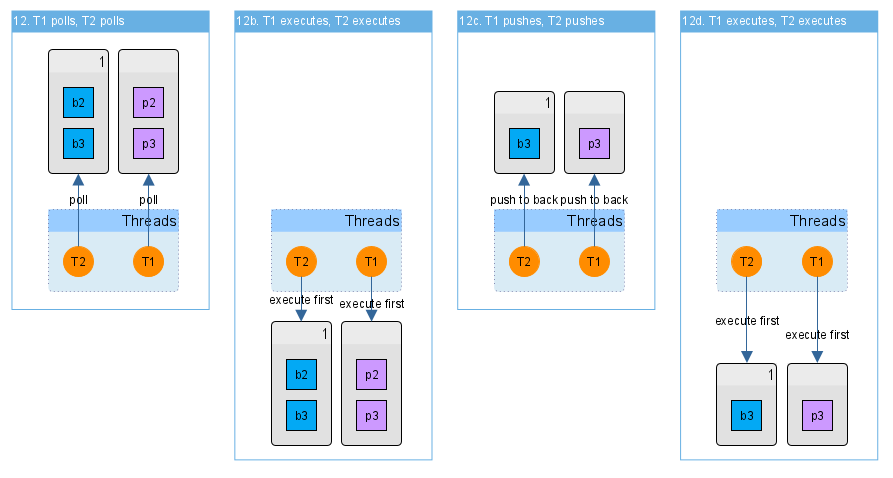 12. T1 polls, T2 polls
1
b2
p2
b3
p3
poll
poll
Threads
T2
T1
12b. T1 executes, T2 executes
Threads
T2
T1
execute first
execute first
1
b2
p2
b3
p3
12c. T1 pushes, T2 pushes
1
b3
p3
push to back
push to back
Threads
T2
T1
12d. T1 executes, T2 executes
Threads
T2
T1
execute first
execute first
1
b3
p3